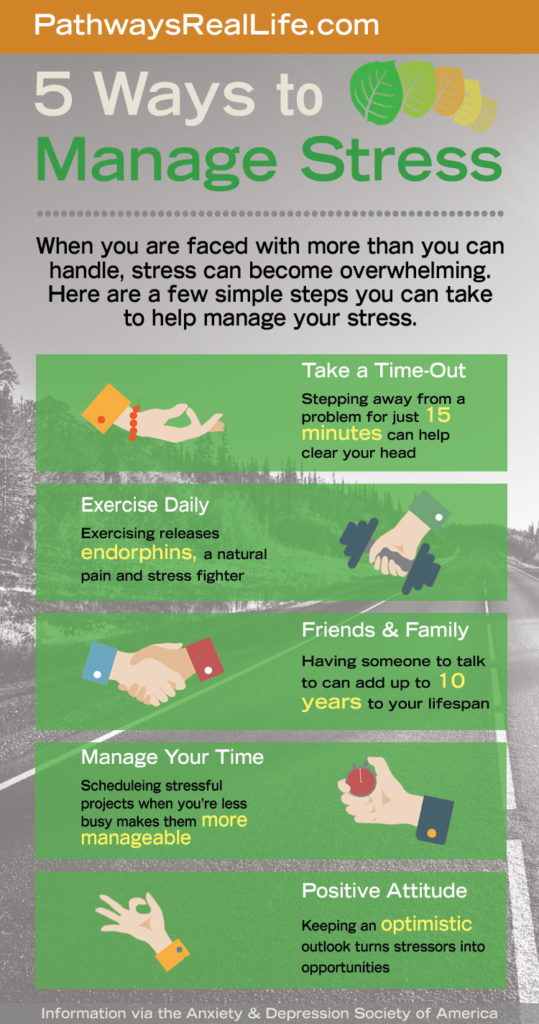 PathwaysRealLife.com
5 Ways to
Manage Stress
When you are faced with more than you can
handle, stress can become overwhelming.
Here are a few simple steps you can take
to help manage your stress.
Take a Time-Out
Stepping away from a
problem for just 15
minutes can help
clear your head
Exercise Daily
Exercising releases
endorphins, a natural
pain and stress fighter
Friends & Family
Having someone to talk
to can add up to 10
years to your lifespan
Manage Your Time
Scheduleing stressful
projects when you're less
busy makes them more
manageable
Positive Attitude
Keeping an optimistic
outlook turns stressors into
opportunities
Information via the Anxiety & Depression Society of America